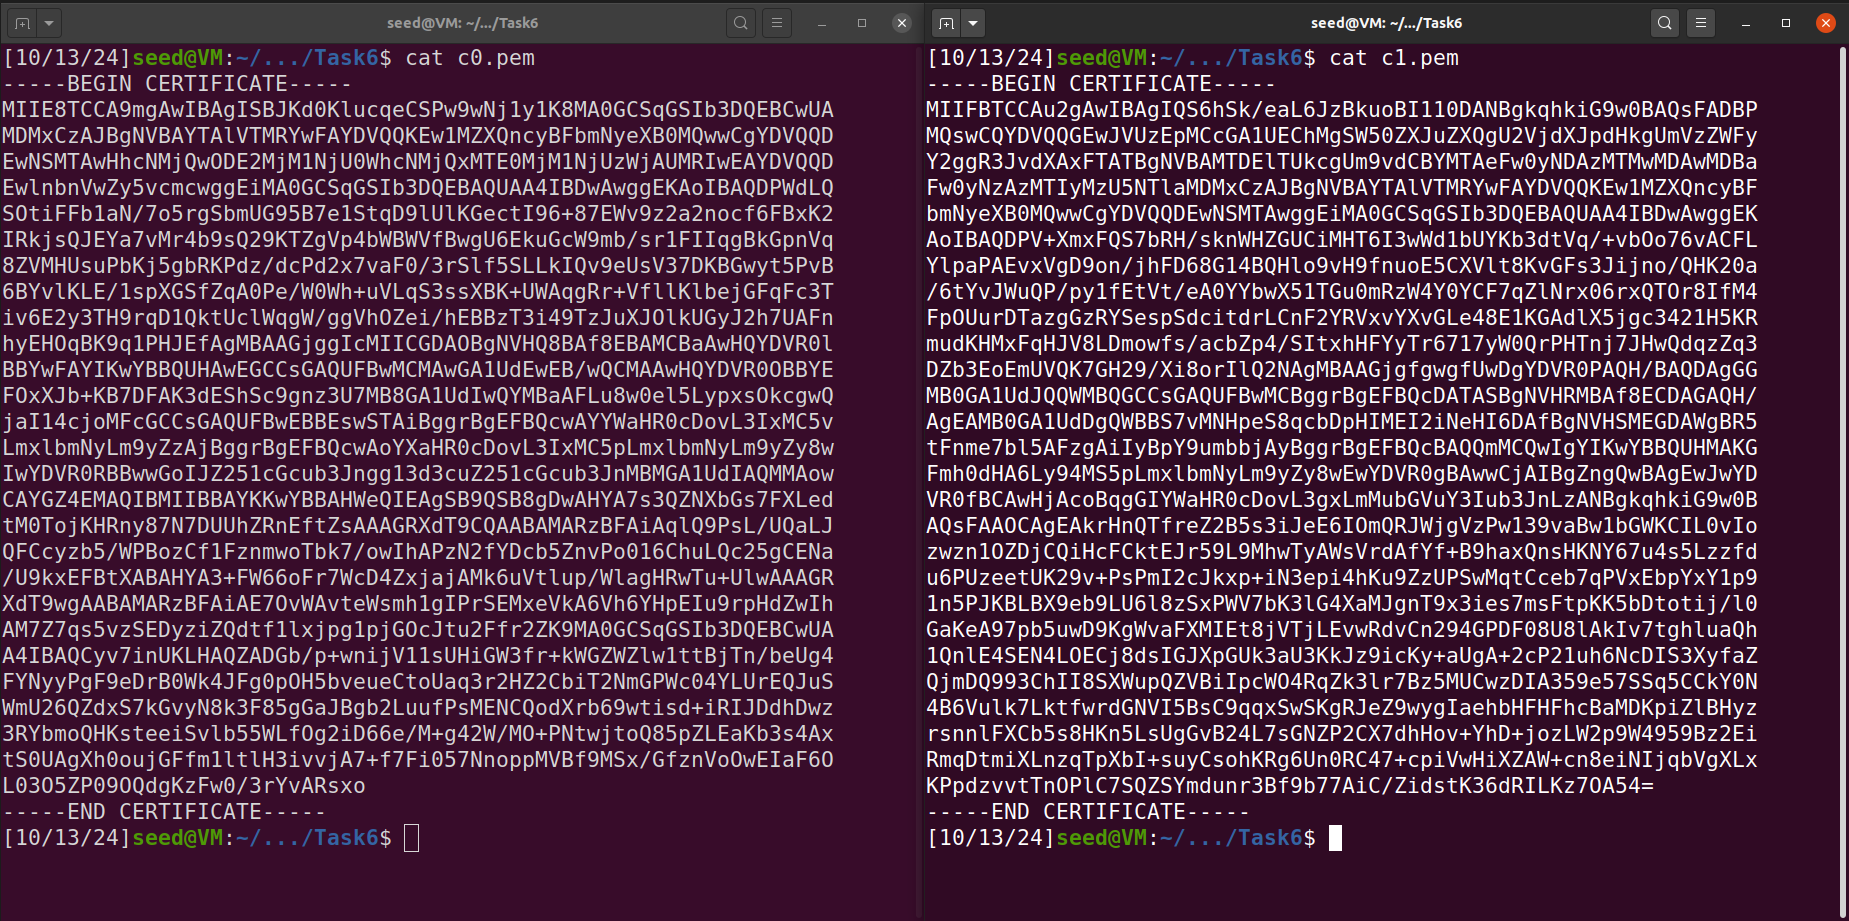 seed@VM: ~/.../Task6
[10/13/24]seed@VM:~/.../Task6$ cat c0.pem
-----BEGIN CERTIFICATE-----
MIIE8TCCA9mgAwIBAgISBJKd0KlucqeCSPw9wNj1y1K8MA0GCSqGSIb3DQEBCwUA
MDMxCzAJBgNVBAYTAlVTMRYwFAYDVQQKEw1MZXQncyBFbmNyeXB0MQwwCgYDVQQD
EwNSMTAwHhcNMjQwODE2MjM1NjU0WhcNMjQxMTE0MjM1NjUzWjAUMRIwEAYDVQQD
EwlnbnVwZy5vcmcwggEiMA0GCSqGSIb3DQEBAQUAA4IBDwAwggEKAoIBAQDPWdLQ
SOtiFFb1aN/7o5rgSbmUG95B7e1StqD9lUlKGectI96+87EWv9z2a2nocf6FBxK2
IRkjsQJEYa7vMr4b9sQ29KTZgVp4bWBWVfBwgU6EkuGcW9mb/sr1FIIqgBkGpnVq
8ZVMHUsuPbKj5gbRKPdz/dcPd2x7vaF0/3rSlf5SLLkIQv9eUsV37DKBGwyt5PvB
6BYvlKLE/1spXGSfZqA0Pe/W0Wh+uVLqS3ssXBK+UWAqgRr+VfllKlbejGFqFc3T
iv6E2y3TH9rqD1QktUclWqgW/ggVhOZei/hEBBzT3i49TzJuXJOlkUGyJ2h7UAFn
hyEHOqBK9q1PHJEfAgMBAAGjggIcMIICGDAOBgNVHQ8BAf8EBAMCBaAwHQYDVR0l
BBYwFAYIKwYBBQUHAwEGCCsGAQUFBwMCMAwGA1UdEwEB/wQCMAAwHQYDVR0OBBYE
FOxXJb+KB7DFAK3dEShSc9gnz3U7MB8GA1UdIwQYMBaAFLu8w0el5LypxsOkcgwQ
jaI14cjoMFcGCCsGAQUFBwEBBEswSTAiBggrBgEFBQcwAYYWaHR0cDovL3IxMC5v
LmxlbmNyLm9yZzAjBggrBgEFBQcwAoYXaHR0cDovL3IxMC5pLmxlbmNyLm9yZy8w
IwYDVR0RBBwwGoIJZ251cGcub3Jngg13d3cuZ251cGcub3JnMBMGA1UdIAQMMAow
CAYGZ4EMAQIBMIIBBAYKKwYBBAHWeQIEAgSB9QSB8gDwAHYA7s3QZNXbGs7FXLed
tM0TojKHRny87N7DUUhZRnEftZsAAAGRXdT9CQAABAMARzBFAiAqlQ9PsL/UQaLJ
QFCcyzb5/WPBozCf1FznmwoTbk7/owIhAPzN2fYDcb5ZnvPo016ChuLQc25gCENa
/U9kxEFBtXABAHYA3+FW66oFr7WcD4ZxjajAMk6uVtlup/WlagHRwTu+UlwAAAGR
XdT9wgAABAMARzBFAiAE7OvWAvteWsmh1gIPrSEMxeVkA6Vh6YHpEIu9rpHdZwIh
AM7Z7qs5vzSEDyziZQdtf1lxjpg1pjGOcJtu2Ffr2ZK9MA0GCSqGSIb3DQEBCwUA
A4IBAQCyv7inUKLHAQZADGb/p+wnijV11sUHiGW3fr+kWGZWZlw1ttBjTn/beUg4
FYNyyPgF9eDrB0Wk4JFg0pOH5bveueCtoUaq3r2HZ2CbiT2NmGPWc04YLUrEQJuS
WmU26QZdxS7kGvyN8k3F85gGaJBgb2LuufPsMENCQodXrb69wtisd+iRIJDdhDwz
3RYbmoQHKsteeiSvlb55WLfOg2iD66e/M+g42W/MO+PNtwjtoQ85pZLEaKb3s4Ax
tS0UAgXh0oujGFfm1ltlH3ivvjA7+f7Fi057NnoppMVBf9MSx/GfznVoOwEIaF6O
L03O5ZP09OQdgKzFw0/3rYvARsxo
-----END CERTIFICATE-----
[10/13/24]seed@VM:~/.../Task6$
seed@VM: ~/.../Task6
[10/13/24]seed@VM:~/.../Task6$ cat c1.pem
-----BEGIN CERTIFICATE-----
MIIFBTCCAu2gAwIBAgIQS6hSk/eaL6JzBkuoBI110DANBgkqhkiG9w0BAQsFADBP
MQswCQYDVQQGEwJVUzEpMCcGA1UEChMgSW50ZXJuZXQgU2VjdXJpdHkgUmVzZWFy
Y2ggR3JvdXAxFTATBgNVBAMTDElTUkcgUm9vdCBYMTAeFw0yNDAzMTMwMDAwMDBa
Fw0yNzAzMTIyMzU5NTlaMDMxCzAJBgNVBAYTAlVTMRYwFAYDVQQKEw1MZXQncyBF
bmNyeXB0MQwwCgYDVQQDEwNSMTAwggEiMA0GCSqGSIb3DQEBAQUAA4IBDwAwggEK
AoIBAQDPV+XmxFQS7bRH/sknWHZGUCiMHT6I3wWd1bUYKb3dtVq/+vbOo76vACFL
YlpaPAEvxVgD9on/jhFD68G14BQHlo9vH9fnuoE5CXVlt8KvGFs3Jijno/QHK20a
/6tYvJWuQP/py1fEtVt/eA0YYbwX51TGu0mRzW4Y0YCF7qZlNrx06rxQTOr8IfM4
FpOUurDTazgGzRYSespSdcitdrLCnF2YRVxvYXvGLe48E1KGAdlX5jgc3421H5KR
mudKHMxFqHJV8LDmowfs/acbZp4/SItxhHFYyTr6717yW0QrPHTnj7JHwQdqzZq3
DZb3EoEmUVQK7GH29/Xi8orIlQ2NAgMBAAGjgfgwgfUwDgYDVR0PAQH/BAQDAgGG
MB0GA1UdJQQWMBQGCCsGAQUFBwMCBggrBgEFBQcDATASBgNVHRMBAf8ECDAGAQH/
AgEAMB0GA1UdDgQWBBS7vMNHpeS8qcbDpHIMEI2iNeHI6DAfBgNVHSMEGDAWgBR5
tFnme7bl5AFzgAiIyBpY9umbbjAyBggrBgEFBQcBAQQmMCQwIgYIKwYBBQUHMAKG
Fmh0dHA6Ly94MS5pLmxlbmNyLm9yZy8wEwYDVR0gBAwwCjAIBgZngQwBAgEwJwYD
VR0fBCAwHjAcoBqgGIYWaHR0cDovL3gxLmMubGVuY3Iub3JnLzANBgkqhkiG9w0B
AQsFAAOCAgEAkrHnQTfreZ2B5s3iJeE6IOmQRJWjgVzPw139vaBw1bGWKCIL0vIo
zwzn1OZDjCQiHcFCktEJr59L9MhwTyAWsVrdAfYf+B9haxQnsHKNY67u4s5Lzzfd
u6PUzeetUK29v+PsPmI2cJkxp+iN3epi4hKu9ZzUPSwMqtCceb7qPVxEbpYxY1p9
1n5PJKBLBX9eb9LU6l8zSxPWV7bK3lG4XaMJgnT9x3ies7msFtpKK5bDtotij/l0
GaKeA97pb5uwD9KgWvaFXMIEt8jVTjLEvwRdvCn294GPDF08U8lAkIv7tghluaQh
1QnlE4SEN4LOECj8dsIGJXpGUk3aU3KkJz9icKy+aUgA+2cP21uh6NcDIS3XyfaZ
QjmDQ993ChII8SXWupQZVBiIpcWO4RqZk3lr7Bz5MUCwzDIA359e57SSq5CCkY0N
4B6Vulk7LktfwrdGNVI5BsC9qqxSwSKgRJeZ9wygIaehbHFHFhcBaMDKpiZlBHyz
rsnnlFXCb5s8HKn5LsUgGvB24L7sGNZP2CX7dhHov+YhD+jozLW2p9W4959Bz2Ei
RmqDtmiXLnzqTpXbI+suyCsohKRg6Un0RC47+cpiVwHiXZAW+cn8eiNIjqbVgXLx
KPpdzvvtTnOPlC7SQZSYmdunr3Bf9b77AiC/ZidstK36dRILKz7OA54=
-----END CERTIFICATE-----
[10/13/24]seed@VM:~/.../Task6$